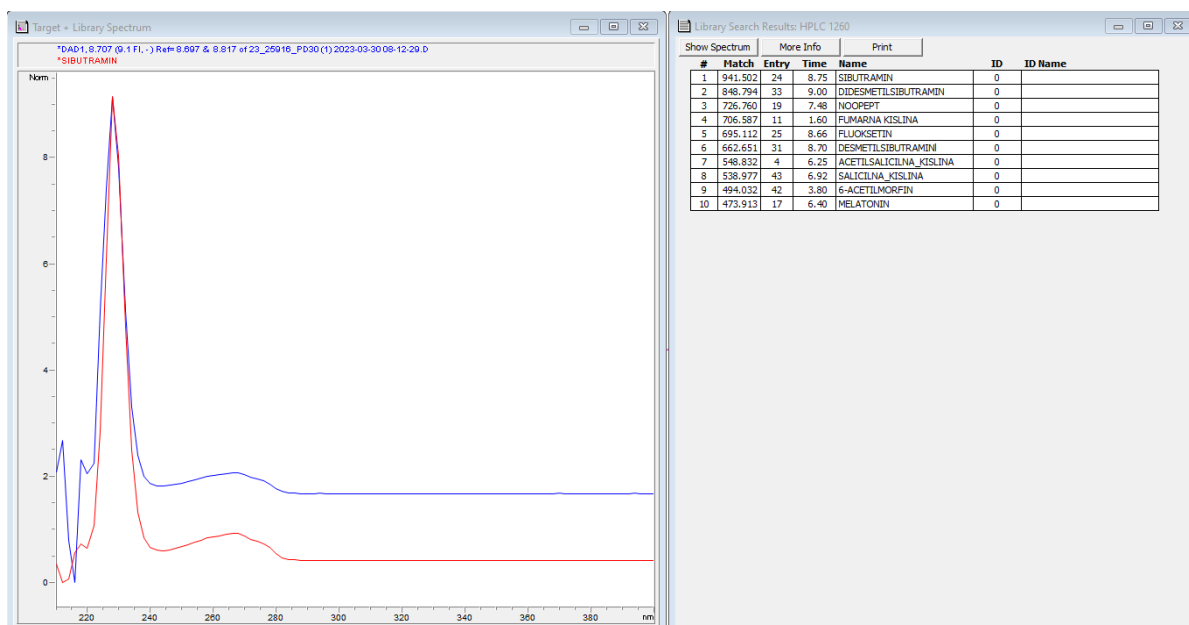 Target + Library Spectrum
*DAD1, 8.707 (9.1 Fl, - ) Ref= 8.697 & 8.817 of 23_25916_PD30 (1) 2023-03-30 08-12-29.D
*SIBUTRAMIN
Norm
8
6
4
2
0
220 240 260 280 300 320 340 360 380 nm
Library Search Results: HPLC 1260
Show Spectrum More Info Print
# Match Entry Time Name ID ID Name
1 941.502 24 8.75 SIBUTRAMIN 0
2 848.794 33 9.00 DIDESMETILSIBUTRAMIN 0
3 726.760 19 7.48 NOOPEPT 0
4 706.587 11 1.60 FUMARNA KISLINA 0
5 695.112 25 8.66 FLUOKSETIN 0
6 662.651 31 8.70 DESMETILSIBUTRAMINI 0
7 548.832 4 6.25 ACETILSALICILNA_KISLINA 0
8 538.977 43 6.92 SALICILNA_KISLINA 0
9 494.032 42 3.80 6-ACETILMORFIN 0
10 473.913 17 6.40 MELATONIN 0